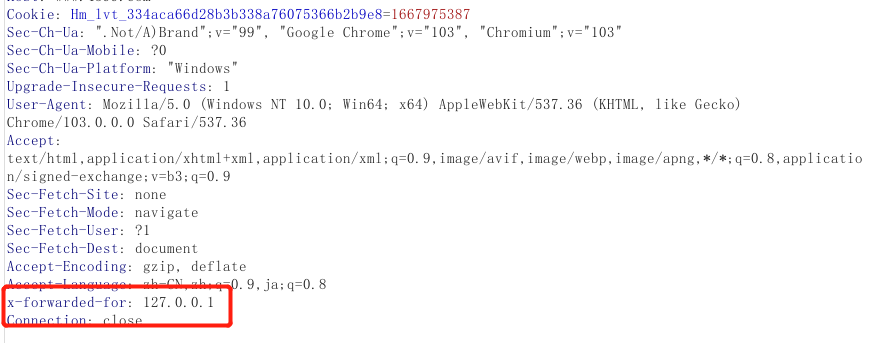 Cookie: Hm_lvt_334aca66d28b3b338a76075366b2b9e8=1667975387
Sec-Ch-Ua: ".Not/A)Brand";v="99", "Google Chrome";v="103", "Chromium";v="103"
Sec-Ch-Ua-Mobile: ?0
Sec-Ch-Ua-Platform: "Windows"
Upgrade-Insecure-Requests: 1
User-Agent: Mozilla/5.0 (Windows NT 10.0; Win64; x64) AppleWebKit/537.36 (KHTML, like Gecko)
Chrome/103.0.0.0 Safari/537.36
Accept:
text/html,application/xhtml+xml,application/xml;q=0.9,image/avif,image/webp,image/apng,*/*;q=0.8,applicatio
n/signed-exchange;v=b3;q=0.9
Sec-Fetch-Site: none
Sec-Fetch-Mode: navigate
Sec-Fetch-User: ?1
Sec-Fetch-Dest: document
Accept-Encoding: gzip, deflate
Accept-Language: zh-CN,zh;q=0.9,ja;q=0.8
x-forwarded-for: 127.0.0.1
Connection: close